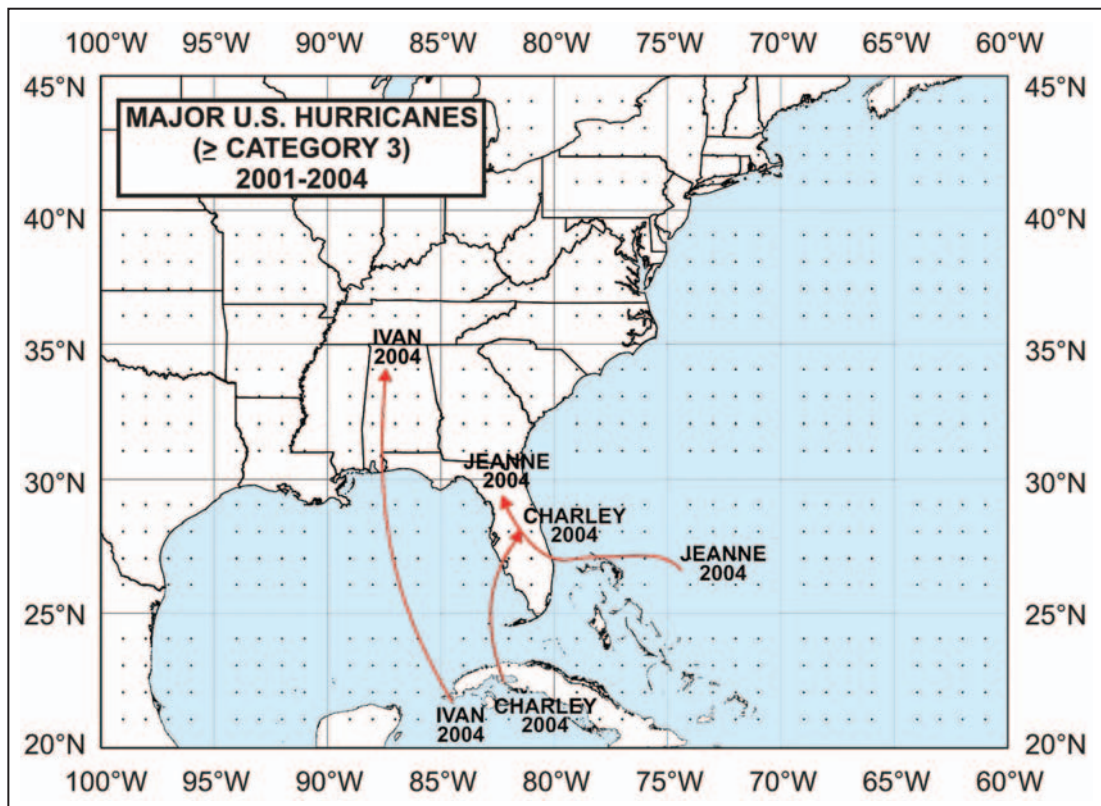 100°W 95°W 90°W 85°W 80°W 75°W 70°W 65°W 60°W
45°N 45°N
MAJOR U.S. HURRICANES
(≥ CATEGORY 3)
2001-2004
40°N 40°N
IVAN
2004
35°N 35°N
JEANNE
2004
30°N 30°N
CHARLEY
2004
JEANNE
2004
25°N 25°N
IVAN
2004
CHARLEY
2004
20°N 20°N
100°W 95°W 90°W 85°W 80°W 75°W 70°W 65°W 60°W